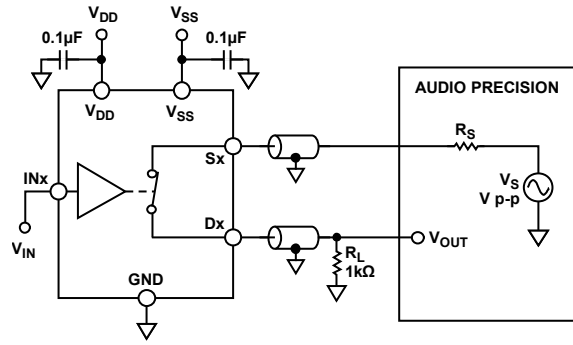 VDD
VSS
0.1µF
0.1µF
VDD
VSS
AUDIO PRECISION
RS
Sx
INx
VS
V p-p
Dx
VOUT
VIN
RL
1kΩ
GND